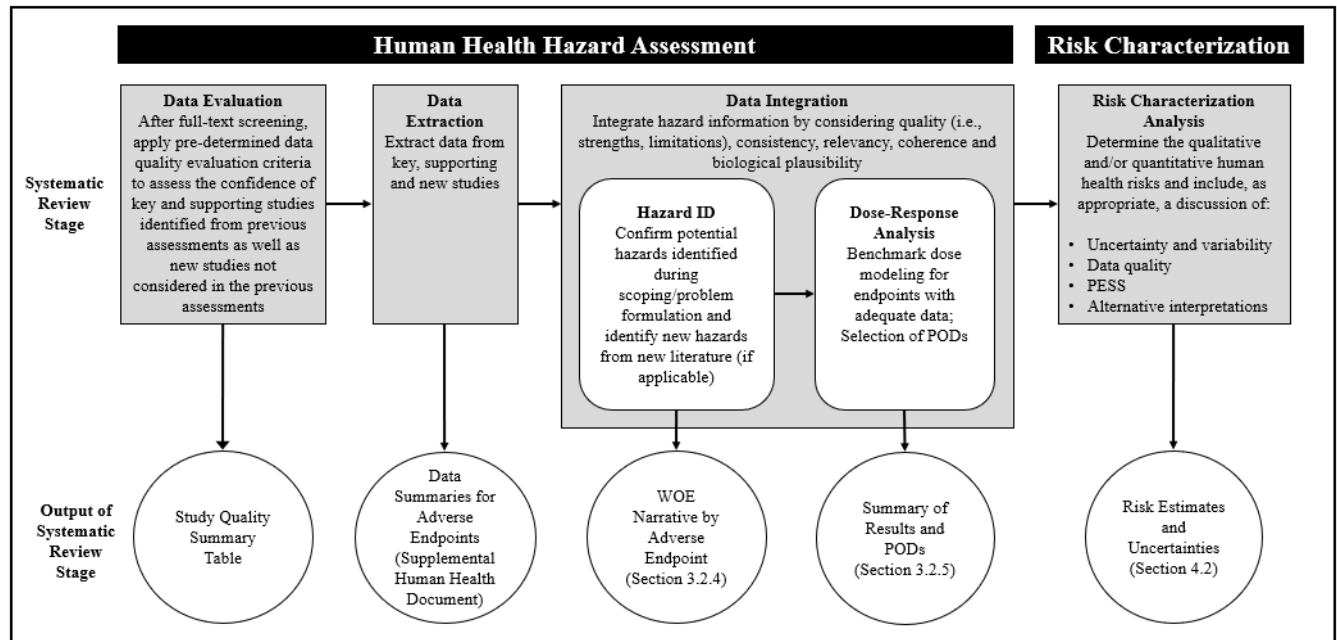 Human Health Hazard Assessment
Risk Characterization
Systematic
Review
Stage
Data Evaluation
After full-text screening,
apply pre-determined data
quality evaluation criteria
to assess the confidence of
key and supporting studies
identified from previous
assessments as well as
new studies not
considered in the previous
assessments
Data
Extraction
Extract data from
key, supporting
and new studies
Data Integration
Integrate hazard information by considering quality (i.e.,
strengths, limitations), consistency, relevancy, coherence and
biological plausibility
Hazard ID
Confirm potential
hazards identified
during
scoping/problem
formulation and
identify new hazards
from new literature (if
applicable)
Dose-Response
Analysis
Benchmark dose
modeling for
endpoints with
adequate data;
Selection of PODs
Risk Characterization
Analysis
Determine the qualitative
and/or quantitative human
health risks and include, as
appropriate, a discussion of:
• Uncertainty and variability
• Data quality
• PESS
• Alternative interpretations
Output of
Systematic
Review
Stage
Study Quality
Summary
Table
Data
Summaries for
Adverse
Endpoints
(Supplemental
Human Health
Document)
WOE
Narrative by
Adverse
Endpoint
(Section 3.2.4)
Summary of
Results and
PODs
(Section 3.2.5)
Risk Estimates
and
Uncertainties
(Section 4.2)